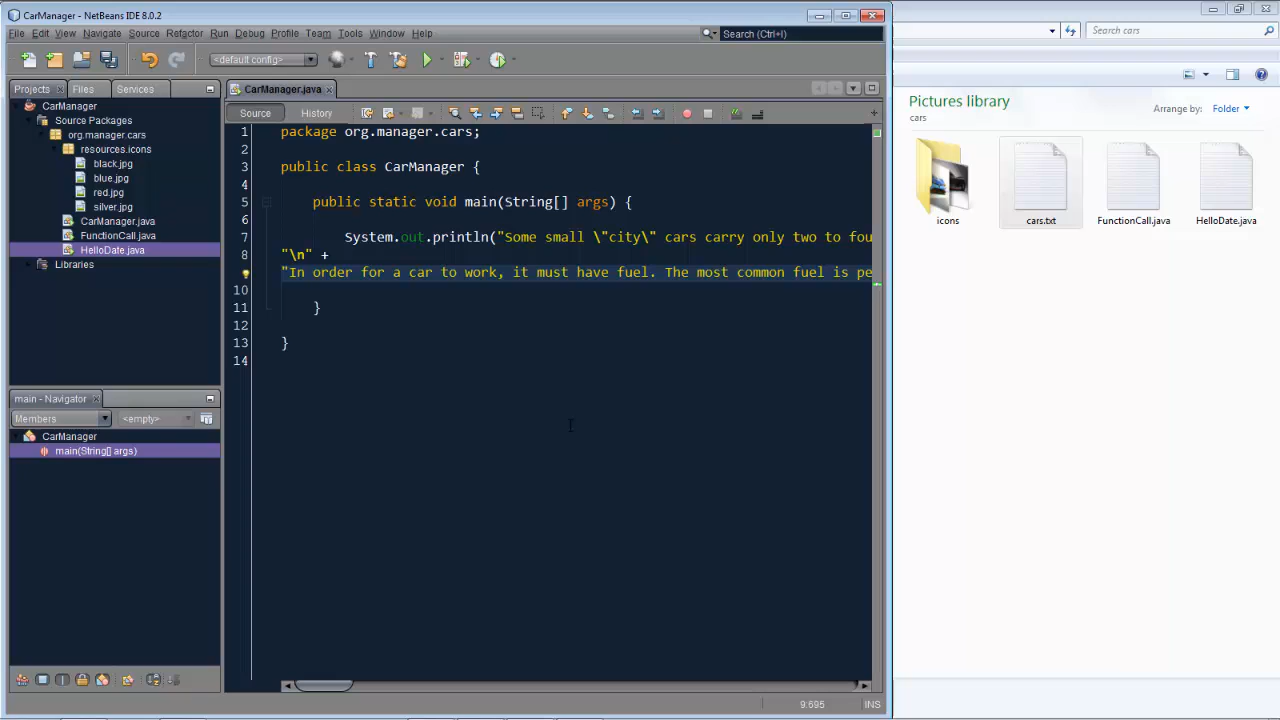 CarManager - NetBeans IDE 8.0.2
File Edit View Navigate Source Refactor Run Debug Profile Team Tools Window Help
Search (Ctrl+I)
Search cars
<default config>
Projects
Files
Services
CarManager.java
CarManager
Source Packages
org.manager.cars
resources.icons
black.jpg
blue.jpg
red.jpg
silver.jpg
CarManager.java
FunctionCall.java
HelloDate.java
Libraries
Source
History
1 package org.manager.cars;
2
3 public class CarManager {
4
5 public static void main(String[] args) {
6
7 System.out.println("Some small \"city\" cars carry only two to fou
8 "\n" +
"In order for a car to work, it must have fuel. The most common fuel is pe
10
11 }
12
13 }
14
main - Navigator
Members
<empty>
CarManager
main(String[] args)
9:695
INS
Pictures library
cars
Arrange by:
Folder
icons
cars.txt
FunctionCall.java
HelloDate.java